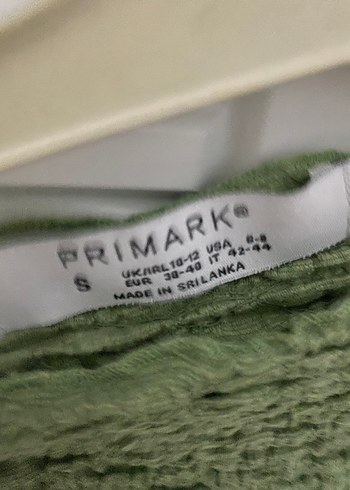 PRIMARK®
S
UK/IRL 10-12 USA 6-8
EUR 38-40 IT 42-44
MADE IN SRI LANKA